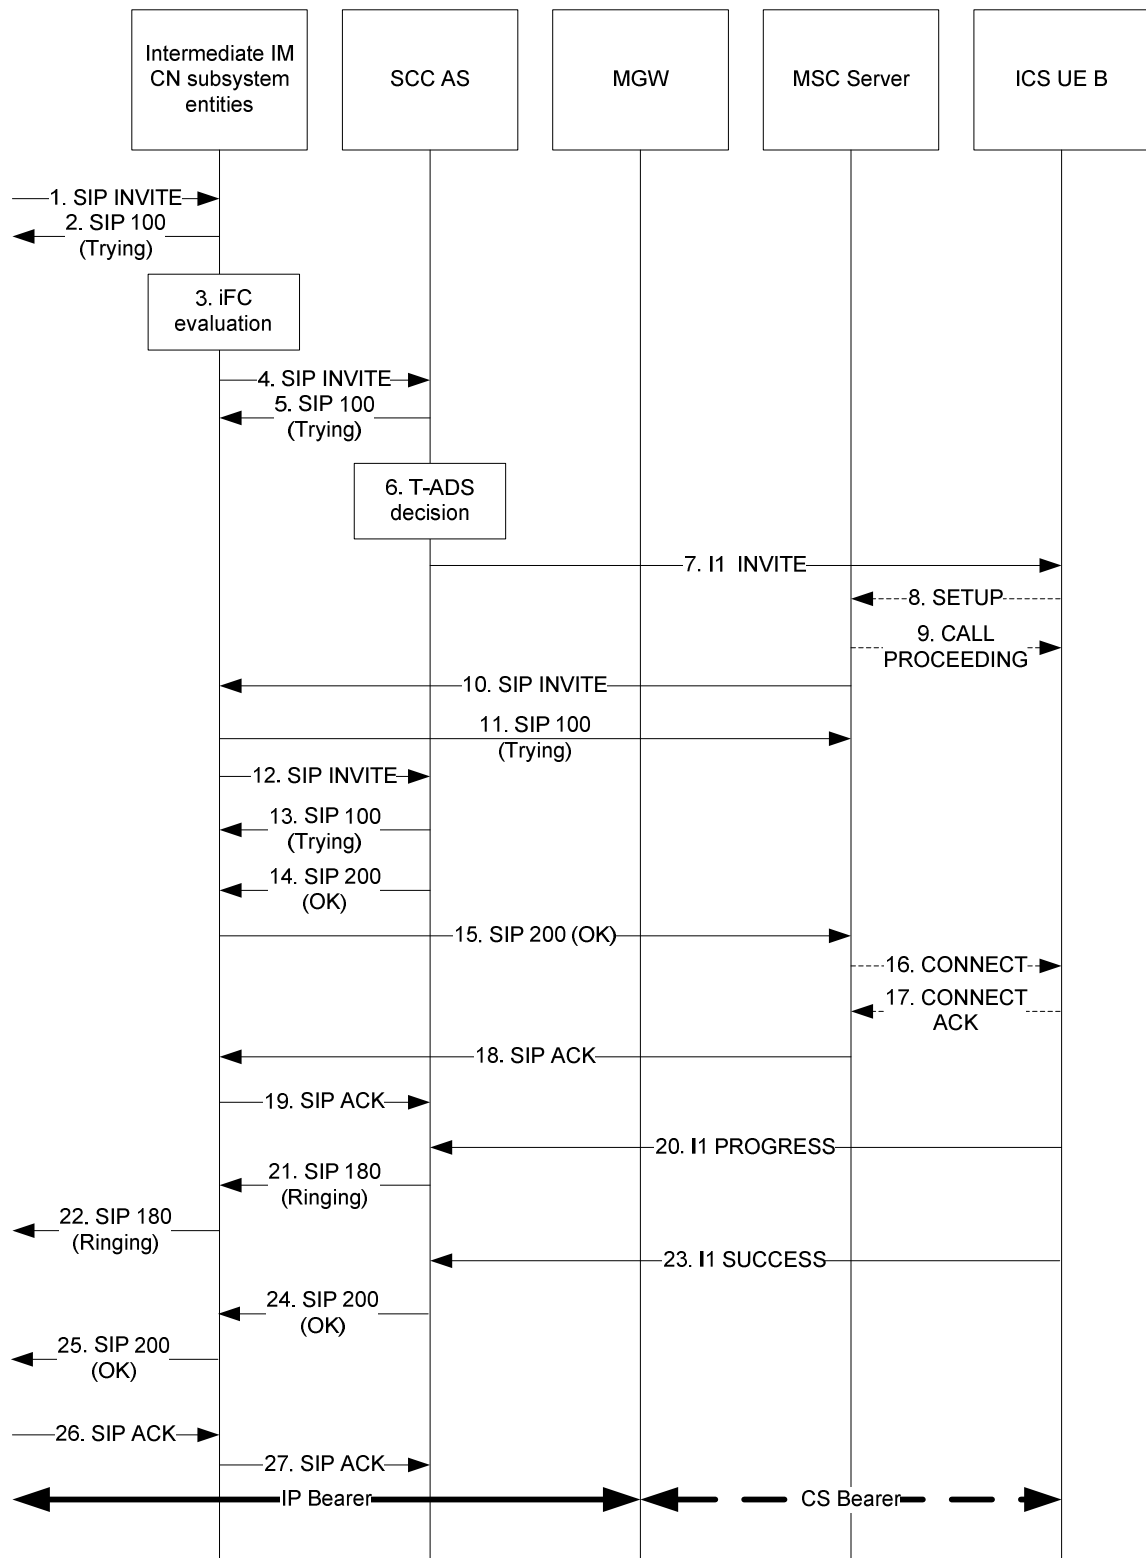 Intermediate IM
CN subsystem
entities
SCC AS
MGW
MSC Server
ICS UE B
1. SIP INVITE
2. SIP 100
(Trying)
3. iFC
evaluation
4. SIP INVITE
5. SIP 100
(Trying)
6. T-ADS
decision
7. I1 INVITE
8. SETUP
9. CALL
PROCEEDING
10. SIP INVITE
11. SIP 100
(Trying)
12. SIP INVITE
13. SIP 100
(Trying)
14. SIP 200
(OK)
15. SIP 200 (OK)
16. CONNECT
17. CONNECT
ACK
18. SIP ACK
19. SIP ACK
20. I1 PROGRESS
21. SIP 180
(Ringing)
22. SIP 180
(Ringing)
23. I1 SUCCESS
24. SIP 200
(OK)
25. SIP 200
(OK)
26. SIP ACK
27. SIP ACK
IP Bearer
CS Bearer